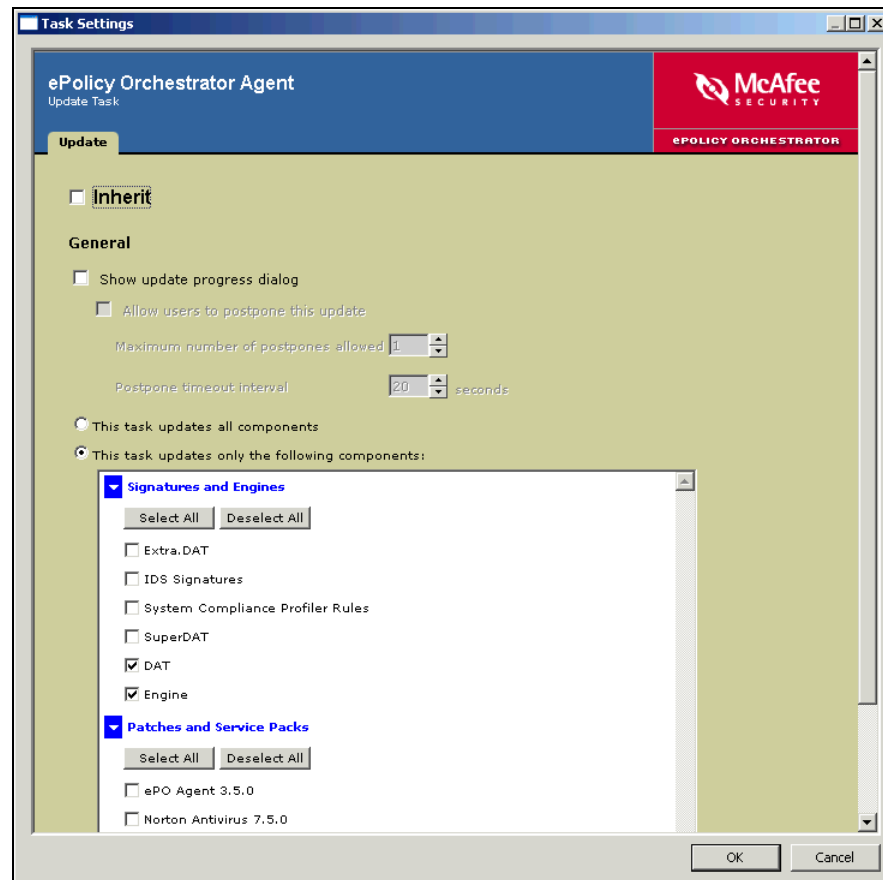 Task Settings
ePolicy Orchestrator Agent
Update Task
McAfee
SECURITY
Update
ePOLICY ORCHESTRATOR
Inherit
General
Show update progress dialog
Allow users to postpone this update
Maximum number of postpones allowed 1
Postpone timeout interval 20 seconds
This task updates all components
This task updates only the following components:
Signatures and Engines
Select All Deselect All
Extra.DAT
IDS Signatures
System Compliance Profiler Rules
SuperDAT
DAT
Engine
Patches and Service Packs
Select All Deselect All
ePO Agent 3.5.0
Norton Antivirus 7.5.0
OK Cancel